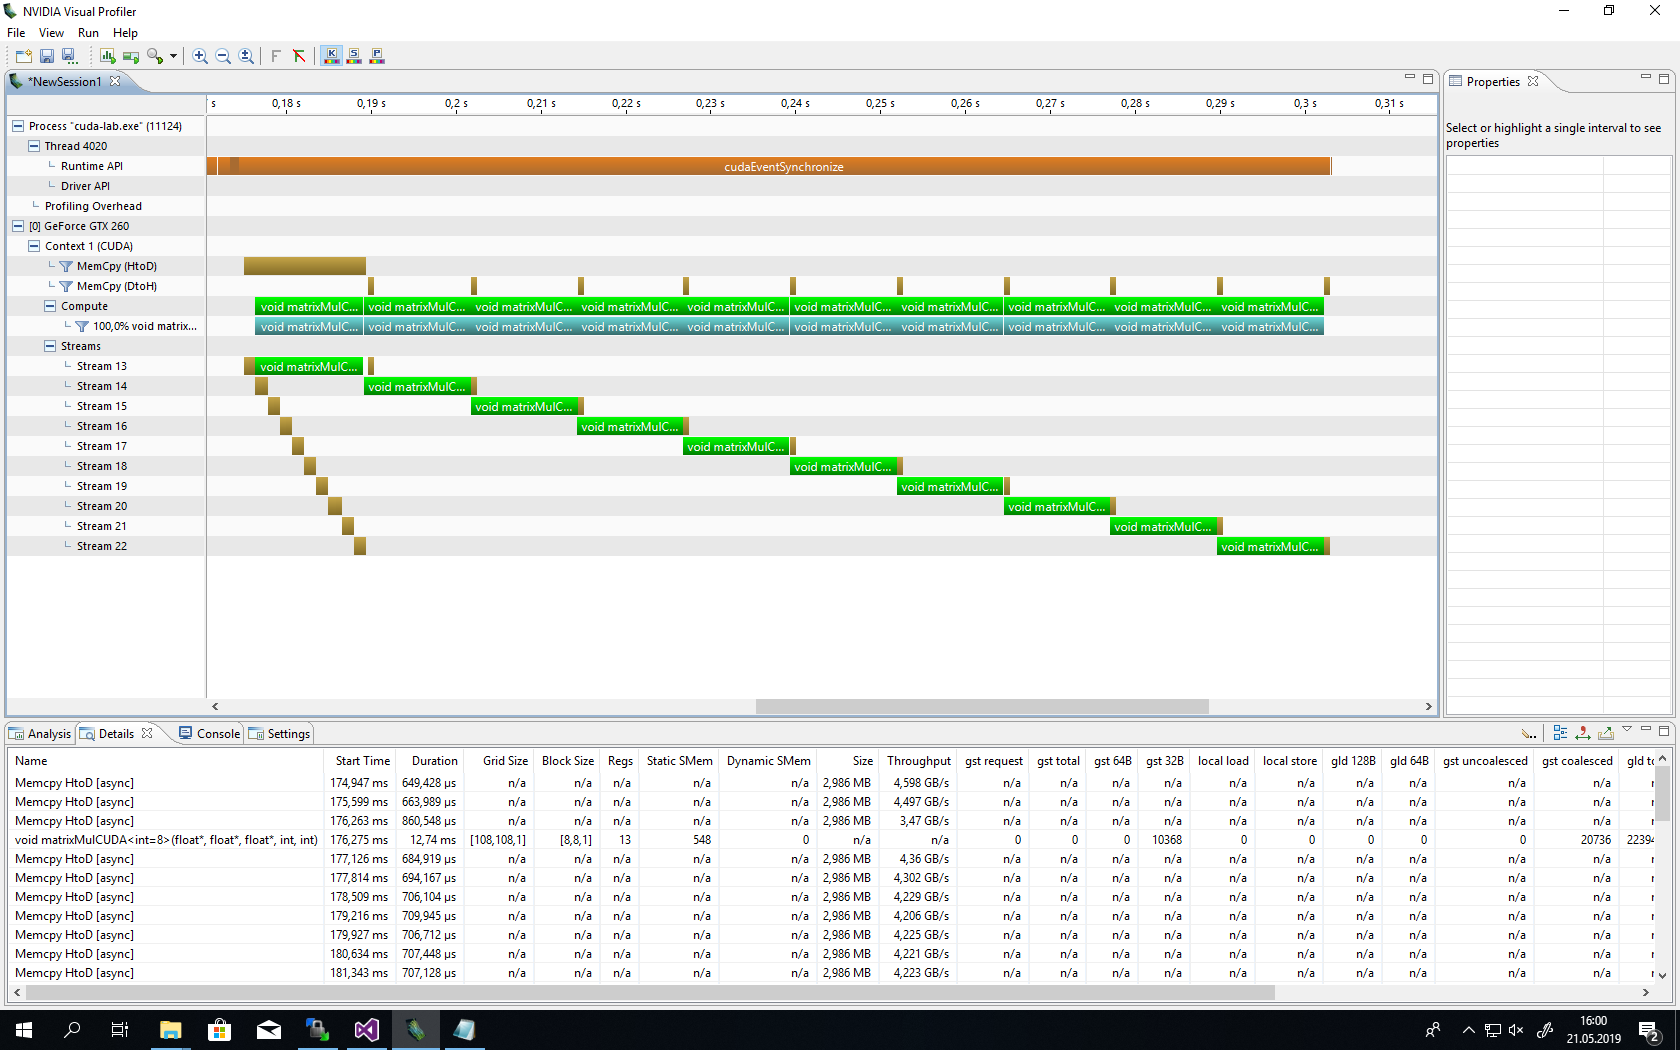 NVIDIA Visual Profiler
File View Run Help
*NewSession1
Properties
s 0,18 s 0,19 s 0,2 s 0,21 s 0,22 s 0,23 s 0,24 s 0,25 s 0,26 s 0,27 s 0,28 s 0,29 s 0,3 s 0,31 s
Select or highlight a single interval to see
properties
Process "cuda-lab.exe" (11124)
Thread 4020
Runtime API cudaEventSynchronize
Driver API
Profiling Overhead
[0] GeForce GTX 260
Context 1 (CUDA)
MemCpy (HtoD)
MemCpy (DtoH)
Compute void matrixMulC... void matrixMulC... void matrixMulC... void matrixMulC... void matrixMulC... void matrixMulC... void matrixMulC... void matrixMulC... void matrixMulC... void matrixMulC...
100,0% void matrix... void matrixMulC... void matrixMulC... void matrixMulC... void matrixMulC... void matrixMulC... void matrixMulC... void matrixMulC... void matrixMulC... void matrixMulC... void matrixMulC...
Streams
Stream 13 void matrixMulC...
Stream 14 void matrixMulC...
Stream 15 void matrixMulC...
Stream 16 void matrixMulC...
Stream 17 void matrixMulC...
Stream 18 void matrixMulC...
Stream 19 void matrixMulC...
Stream 20 void matrixMulC...
Stream 21 void matrixMulC...
Stream 22 void matrixMulC...
Analysis Details Console Settings
Name Start Time Duration Grid Size Block Size Regs Static SMem Dynamic SMem Size Throughput gst request gst total gst 64B gst 32B local load local store gld 128B gld 64B gst uncoalesced gst coalesced gld to
Memcpy HtoD [async] 174,947 ms 649,428 µs n/a n/a n/a n/a n/a 2,986 MB 4,598 GB/s n/a n/a n/a n/a n/a n/a n/a n/a n/a n/a
Memcpy HtoD [async] 175,599 ms 663,989 µs n/a n/a n/a n/a n/a 2,986 MB 4,497 GB/s n/a n/a n/a n/a n/a n/a n/a n/a n/a n/a
Memcpy HtoD [async] 176,263 ms 860,548 µs n/a n/a n/a n/a n/a 2,986 MB 3,47 GB/s n/a n/a n/a n/a n/a n/a n/a n/a n/a n/a
void matrixMulCUDA<int=8>(float*, float*, float*, int, int) 176,275 ms 12,74 ms [108,108,1] [8,8,1] 13 548 0 n/a n/a 0 0 0 10368 0 0 0 0 0 20736 22394
Memcpy HtoD [async] 177,126 ms 684,919 µs n/a n/a n/a n/a n/a 2,986 MB 4,36 GB/s n/a n/a n/a n/a n/a n/a n/a n/a n/a n/a
Memcpy HtoD [async] 177,814 ms 694,167 µs n/a n/a n/a n/a n/a 2,986 MB 4,302 GB/s n/a n/a n/a n/a n/a n/a n/a n/a n/a n/a
Memcpy HtoD [async] 178,509 ms 706,104 µs n/a n/a n/a n/a n/a 2,986 MB 4,229 GB/s n/a n/a n/a n/a n/a n/a n/a n/a n/a n/a
Memcpy HtoD [async] 179,216 ms 709,945 µs n/a n/a n/a n/a n/a 2,986 MB 4,206 GB/s n/a n/a n/a n/a n/a n/a n/a n/a n/a n/a
Memcpy HtoD [async] 179,927 ms 706,712 µs n/a n/a n/a n/a n/a 2,986 MB 4,225 GB/s n/a n/a n/a n/a n/a n/a n/a n/a n/a n/a
Memcpy HtoD [async] 180,634 ms 707,448 µs n/a n/a n/a n/a n/a 2,986 MB 4,221 GB/s n/a n/a n/a n/a n/a n/a n/a n/a n/a n/a
Memcpy HtoD [async] 181,343 ms 707,128 µs n/a n/a n/a n/a n/a 2,986 MB 4,223 GB/s n/a n/a n/a n/a n/a n/a n/a n/a n/a n/a
16:00
21.05.2019
2